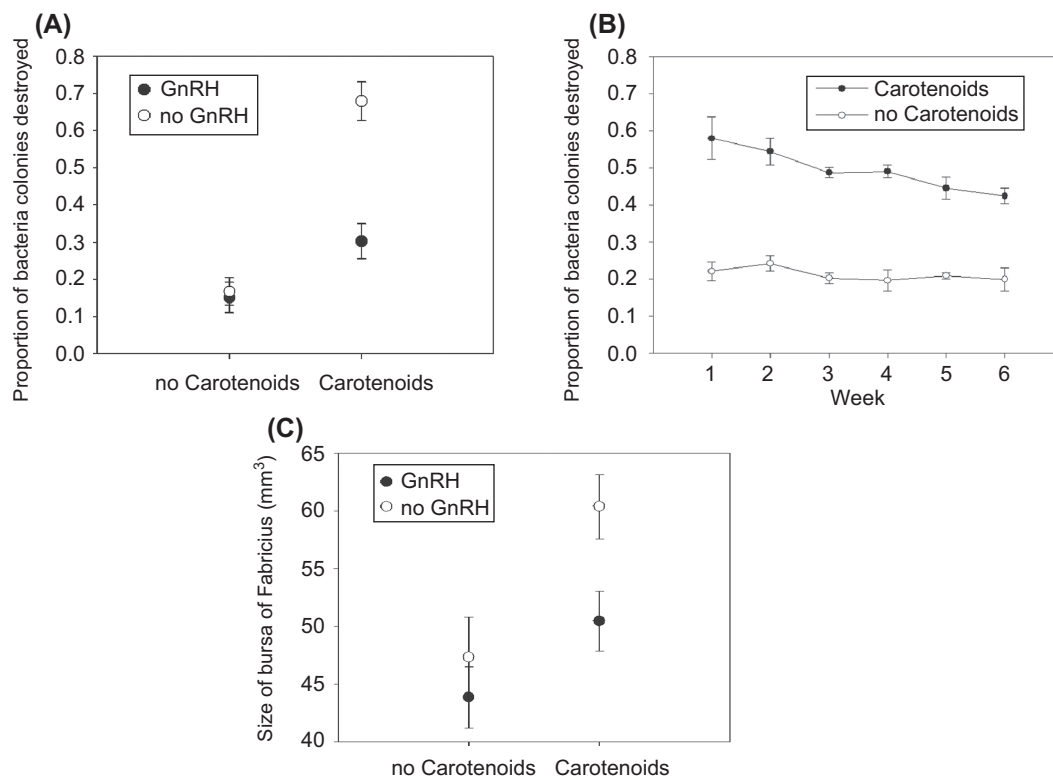 (A)
Proportion of bacteria colonies destroyed
0.8
0.7
0.6
0.5
0.4
0.3
0.2
0.1
0.0
GnRH
no GnRH
no Carotenoids Carotenoids
(B)
Proportion of bacteria colonies destroyed
0.8
0.7
0.6
0.5
0.4
0.3
0.2
0.1
0.0
Carotenoids
no Carotenoids
1 2 3 4 5 6
Week
(C)
Size of bursa of Fabricius (mm³)
65
60
55
50
45
40
GnRH
no GnRH
no Carotenoids Carotenoids